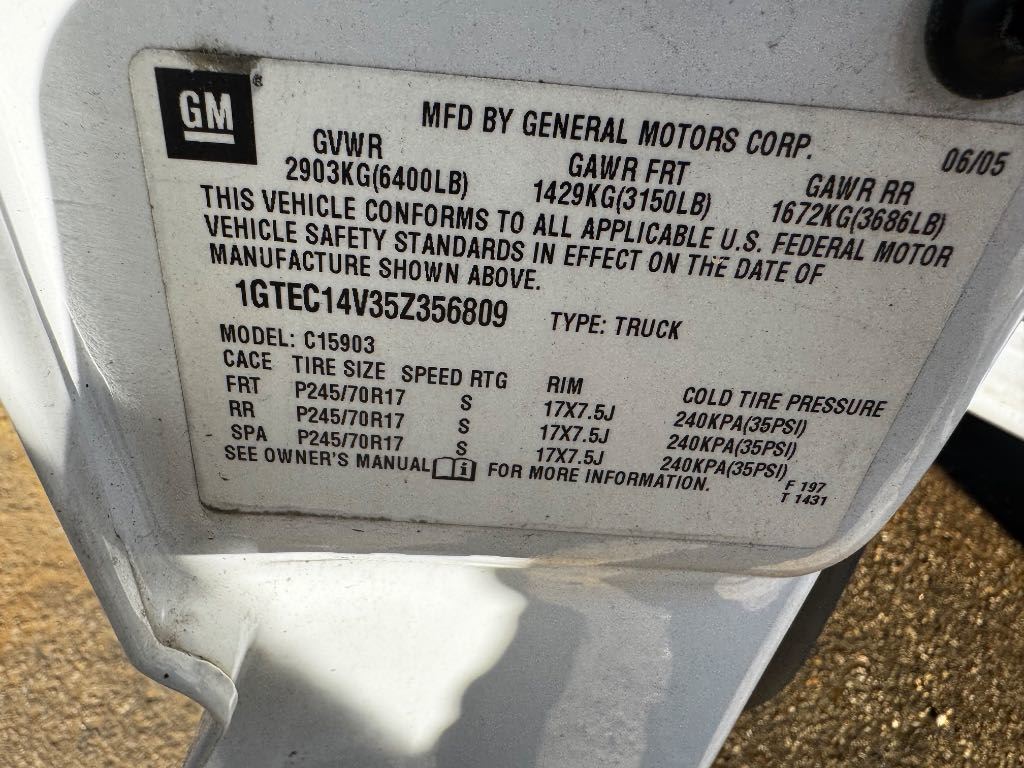 GM
MFD BY GENERAL MOTORS CORP.
06/05
GVWR GAWR FRT GAWR RR
2903KG(6400LB) 1429KG(3150LB) 1672KG(3686LB)
THIS VEHICLE CONFORMS TO ALL APPLICABLE U.S. FEDERAL MOTOR
VEHICLE SAFETY STANDARDS IN EFFECT ON THE DATE OF
MANUFACTURE SHOWN ABOVE.
1GTEC14V35Z356809 TYPE: TRUCK
MODEL: C15903
CACE TIRE SIZE SPEED RTG RIM COLD TIRE PRESSURE
FRT P245/70R17 S 17X7.5J 240KPA(35PSI)
RR P245/70R17 S 17X7.5J 240KPA(35PSI)
SPA P245/70R17 S 17X7.5J 240KPA(35PSI)
SEE OWNER'S MANUAL i FOR MORE INFORMATION.
F 197
T 1431